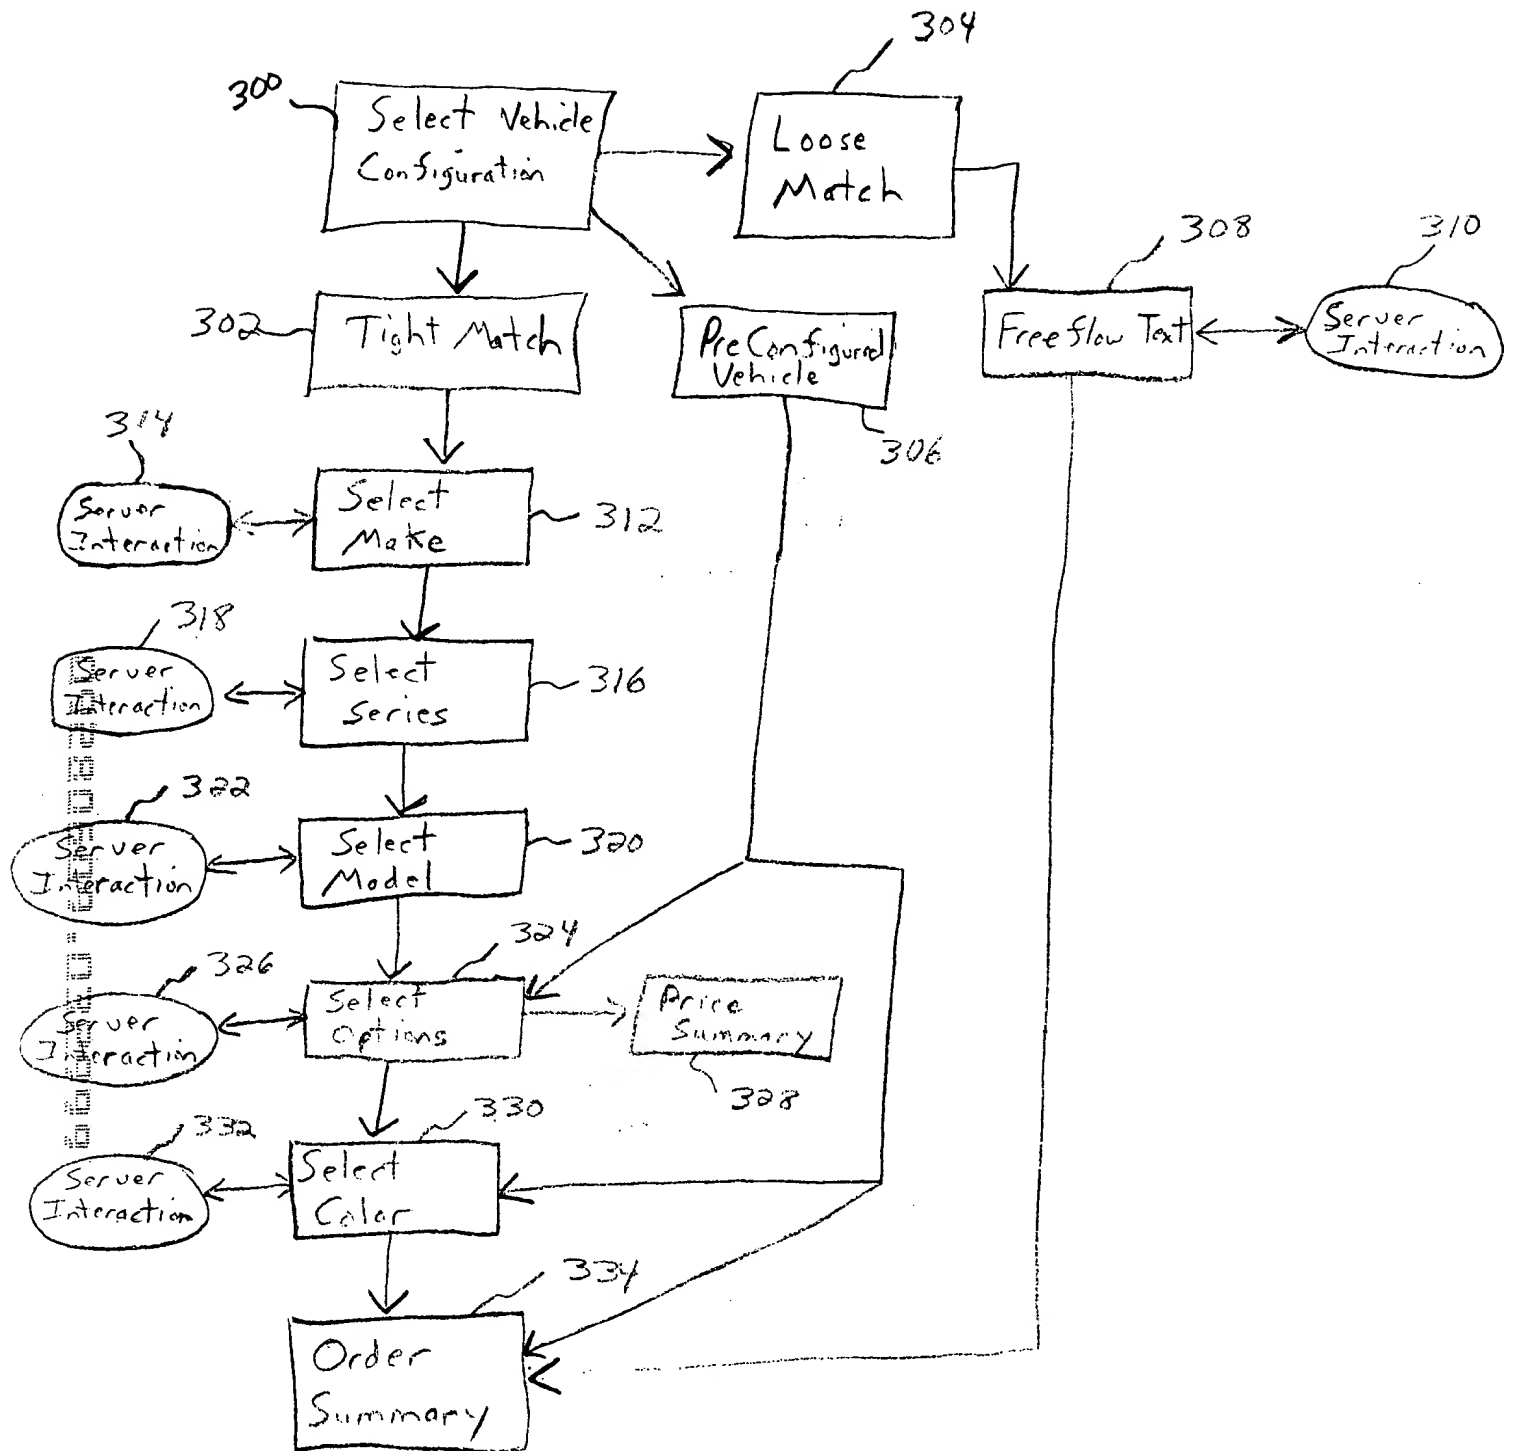 304
300
Select Vehicle
Configuration
Loose
Match
308
310
302
Tight Match
PreConfigured
Vehicle
Freeflow Text
Server
Interaction
306
314
Server
Interaction
Select
Make
312
318
Server
Interaction
Select
Series
316
322
Server
Interaction
Select
Model
320
324
326
Server
Interaction
Select
Options
Price
Summary
328
330
332
Server
Interaction
Select
Color
334
Order
Summary